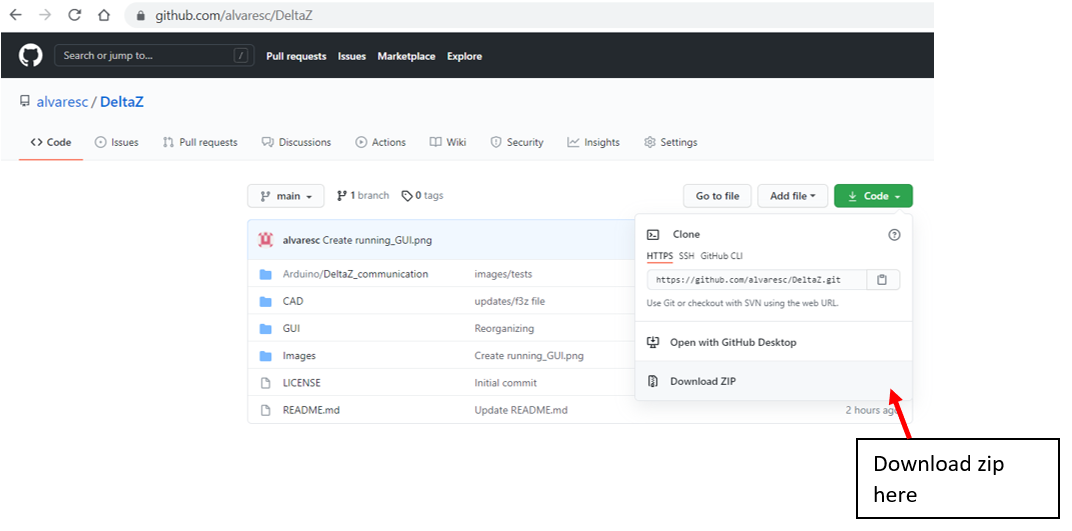 github.com/alvaresc/DeltaZ
Search or jump to... / Pull requests Issues Marketplace Explore
alvaresc / DeltaZ
<> Code Issues Pull requests Discussions Actions Wiki Security Insights Settings
main 1 branch 0 tags Go to file Add file Code
alvaresc Create running_GUI.png
Arduino/DeltaZ_communication images/tests
CAD updates/f3z file
GUI Reorganizing
Images Create running_GUI.png
LICENSE Initial commit
README.md Update README.md 2 hours ag
Clone ?
HTTPS SSH GitHub CLI
https://github.com/alvaresc/DeltaZ.git
Use Git or checkout with SVN using the web URL.
Open with GitHub Desktop
Download ZIP
Download zip
here